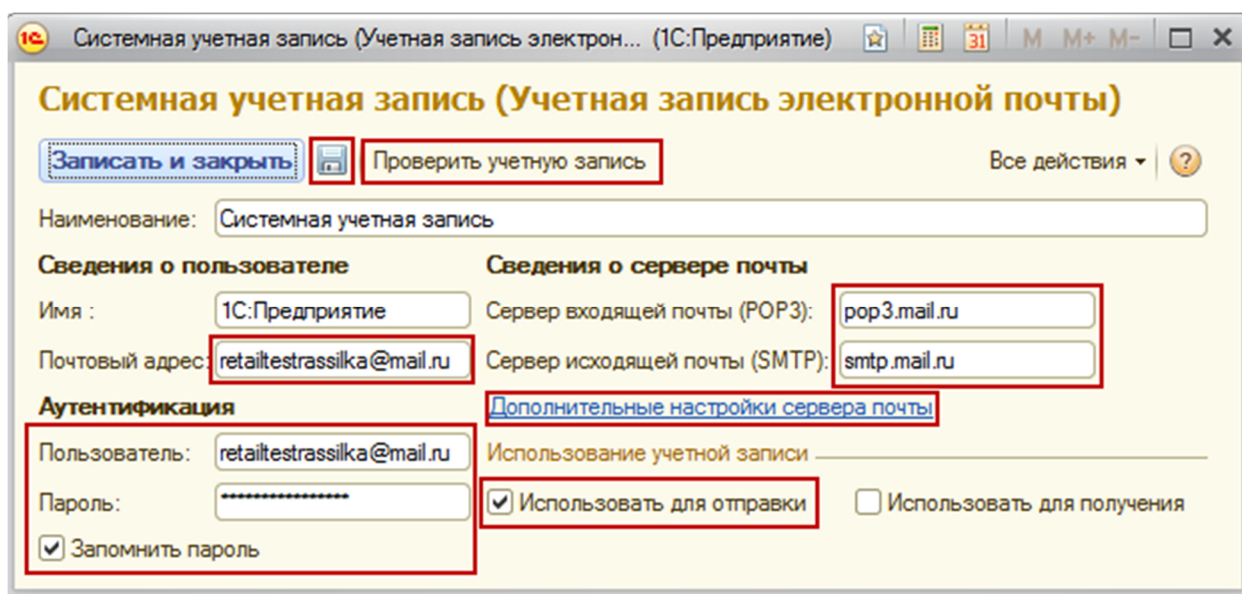 1С Системная учетная запись (Учетная запись электрон... (1С:Предприятие) 31 M M+ M-
Системная учетная запись (Учетная запись электронной почты)
Записать и закрыть Проверить учетную запись Все действия ?
Наименование: Системная учетная запись
Сведения о пользователе Сведения о сервере почты
Имя : 1С:Предприятие Сервер входящей почты (POP3): pop3.mail.ru
Почтовый адрес: retailtestrassilka@mail.ru Сервер исходящей почты (SMTP): smtp.mail.ru
Аутентификация Дополнительные настройки сервера почты
Пользователь: retailtestrassilka@mail.ru Использование учетной записи
Пароль: **************** Использовать для отправки Использовать для получения
Запомнить пароль